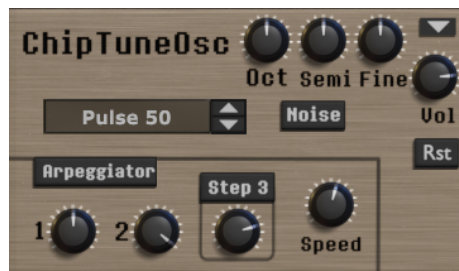 ChipTuneOsc
Oct Semi Fine
Pulse 50
Noise
Vol
Rst
Arpeggiator
Step 3
1
2
Speed